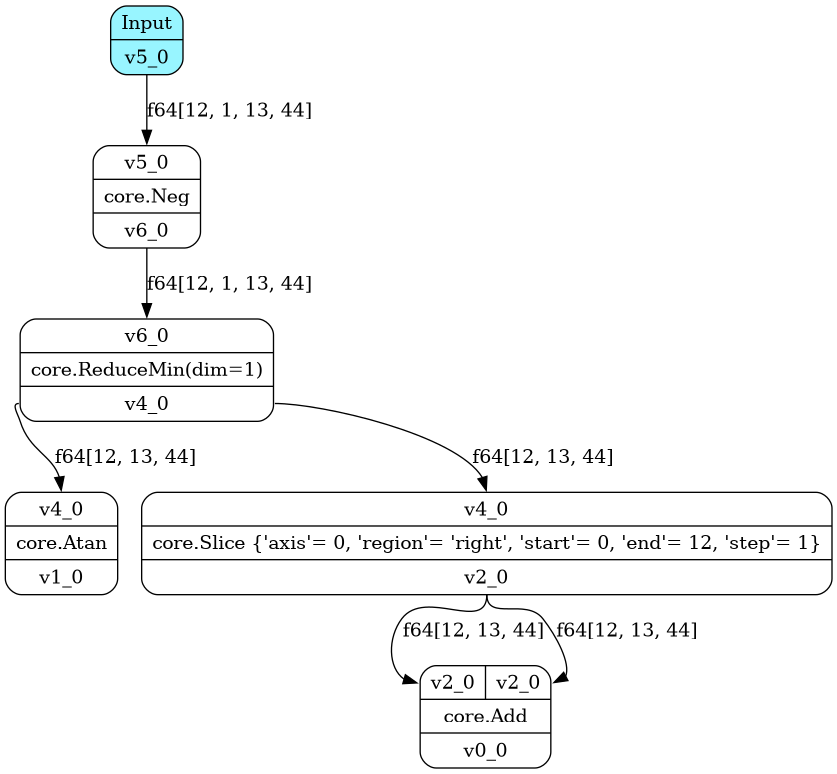 Input
v5_0
f64[12, 1, 13, 44]
v5_0
core.Neg
v6_0
f64[12, 1, 13, 44]
v6_0
core.ReduceMin(dim=1)
v4_0
f64[12, 13, 44]
f64[12, 13, 44]
v4_0
core.Atan
v1_0
v4_0
core.Slice {'axis'= 0, 'region'= 'right', 'start'= 0, 'end'= 12, 'step'= 1}
v2_0
f64[12, 13, 44]
f64[12, 13, 44]
v2_0
v2_0
core.Add
v0_0